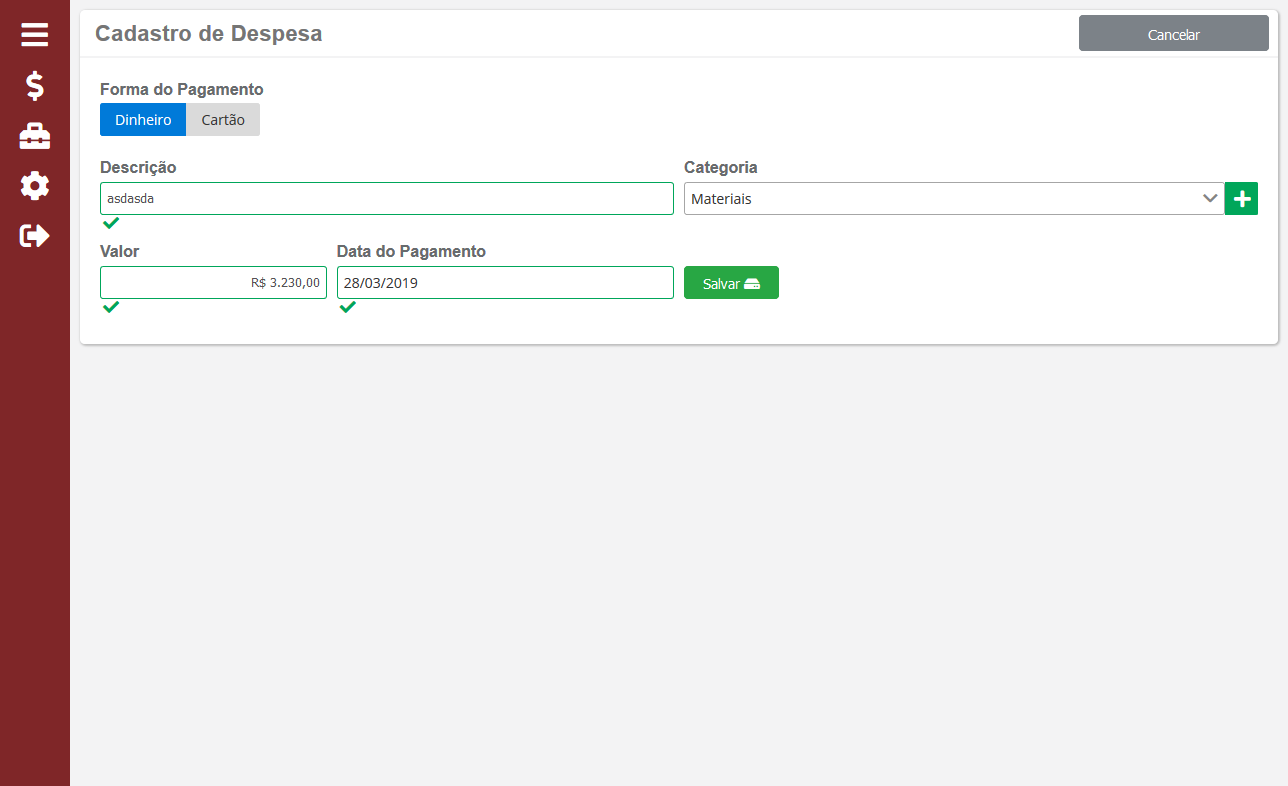 Cadastro de Despesa
Cancelar
Forma do Pagamento
Dinheiro Cartão
Descrição Categoria
asdasda Materiais
Valor Data do Pagamento
R$ 3.230,00 28/03/2019 Salvar